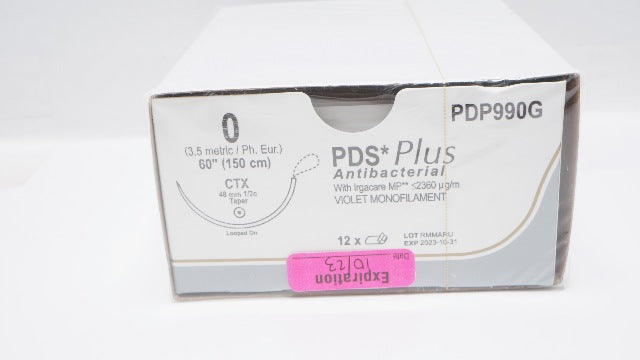 0
(3.5 metric / Ph. Eur.)
60" (150 cm)
CTX
48 mm 1/2c
Taper
Looped On
PDP990G
PDS* Plus
Antibacterial
With Irgacare MP** ≤2360 µg/m
VIOLET MONOFILAMENT
12 x
LOT RMMARU
EXP 2023-10-31
Expiration
Date
10/23